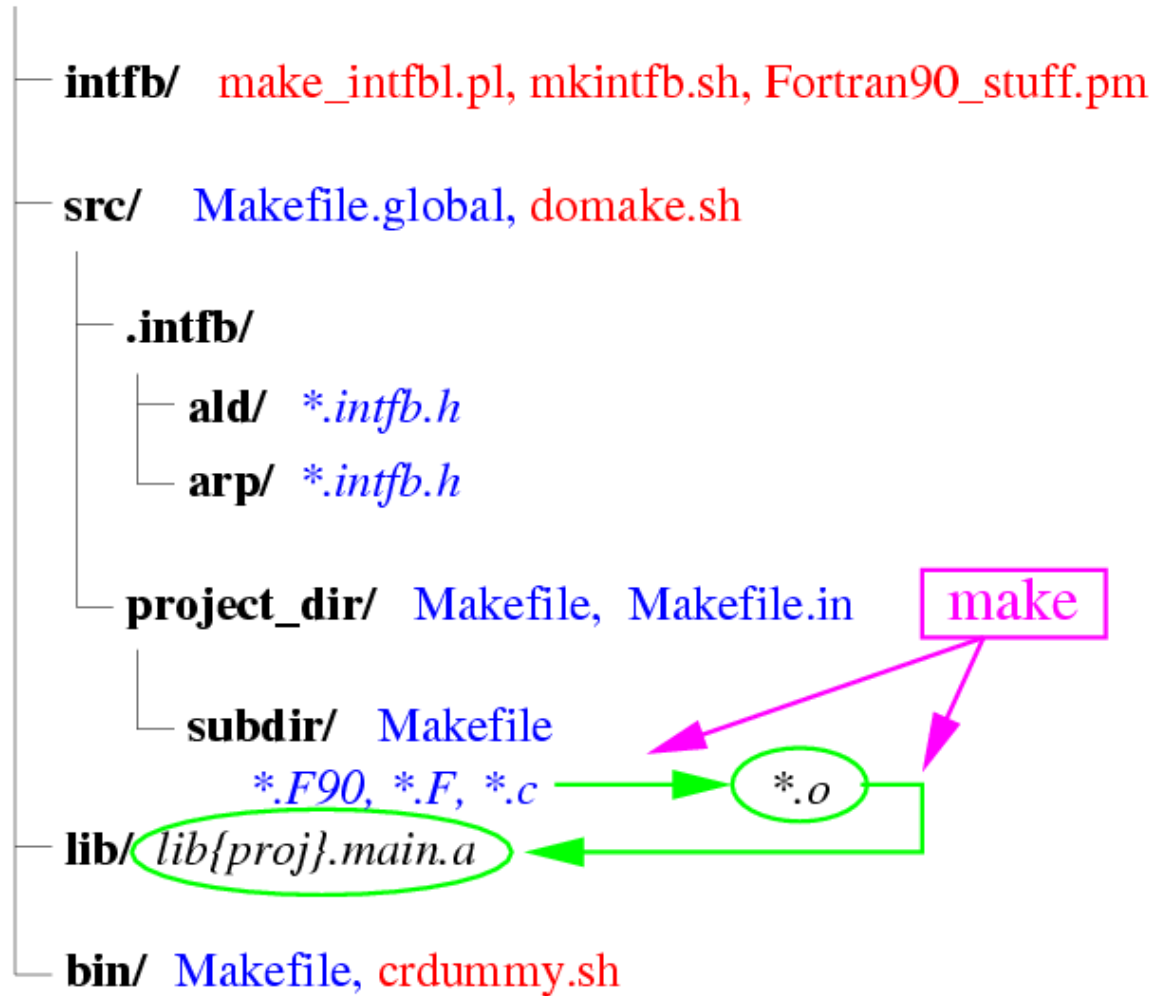 intfb/ make_intfbl.pl, mkintfb.sh, Fortran90_stuff.pm
src/ Makefile.global, domake.sh
.intfb/
ald/ *.intfb.h
arp/ *.intfb.h
project_dir/ Makefile, Makefile.in make
subdir/ Makefile
*.F90, *.F, *.c *.o
lib/ lib{proj}.main.a
bin/ Makefile, crdummy.sh